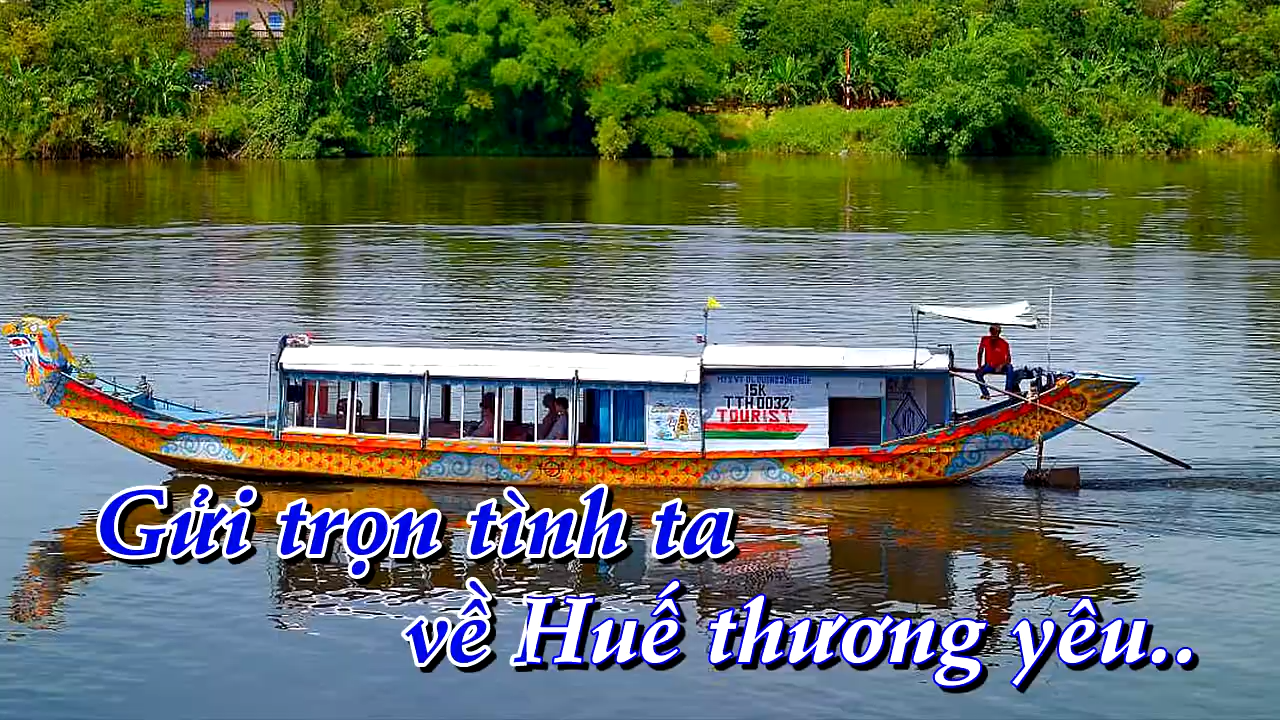 15K
TTH 0032
TOURIST
Gửi trọn tình ta
về Huế thương yêu..